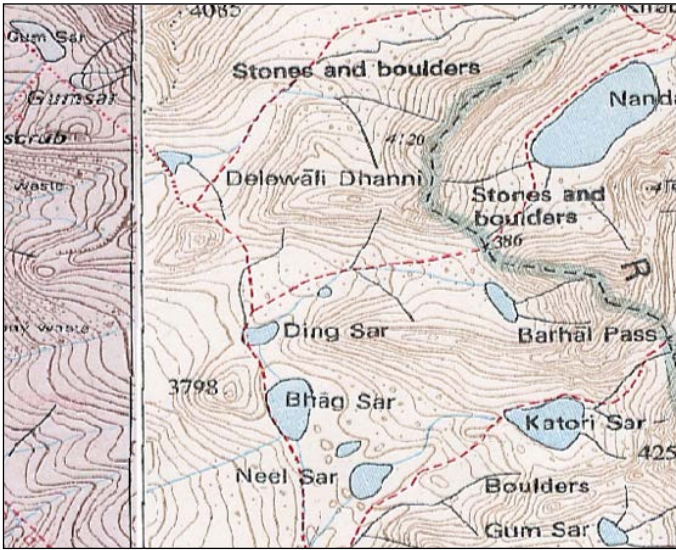 4085
Gum Sar
Stones and boulders
Gumsar
Nanda
scrub
4120
waste
Delewāli Dhanni
Stones and
boulders
386
R
waste
Ding Sar
Barhāl Pass
3798
Bhāg Sar
Katori Sar
425
Neel Sar
Boulders
Gum Sar